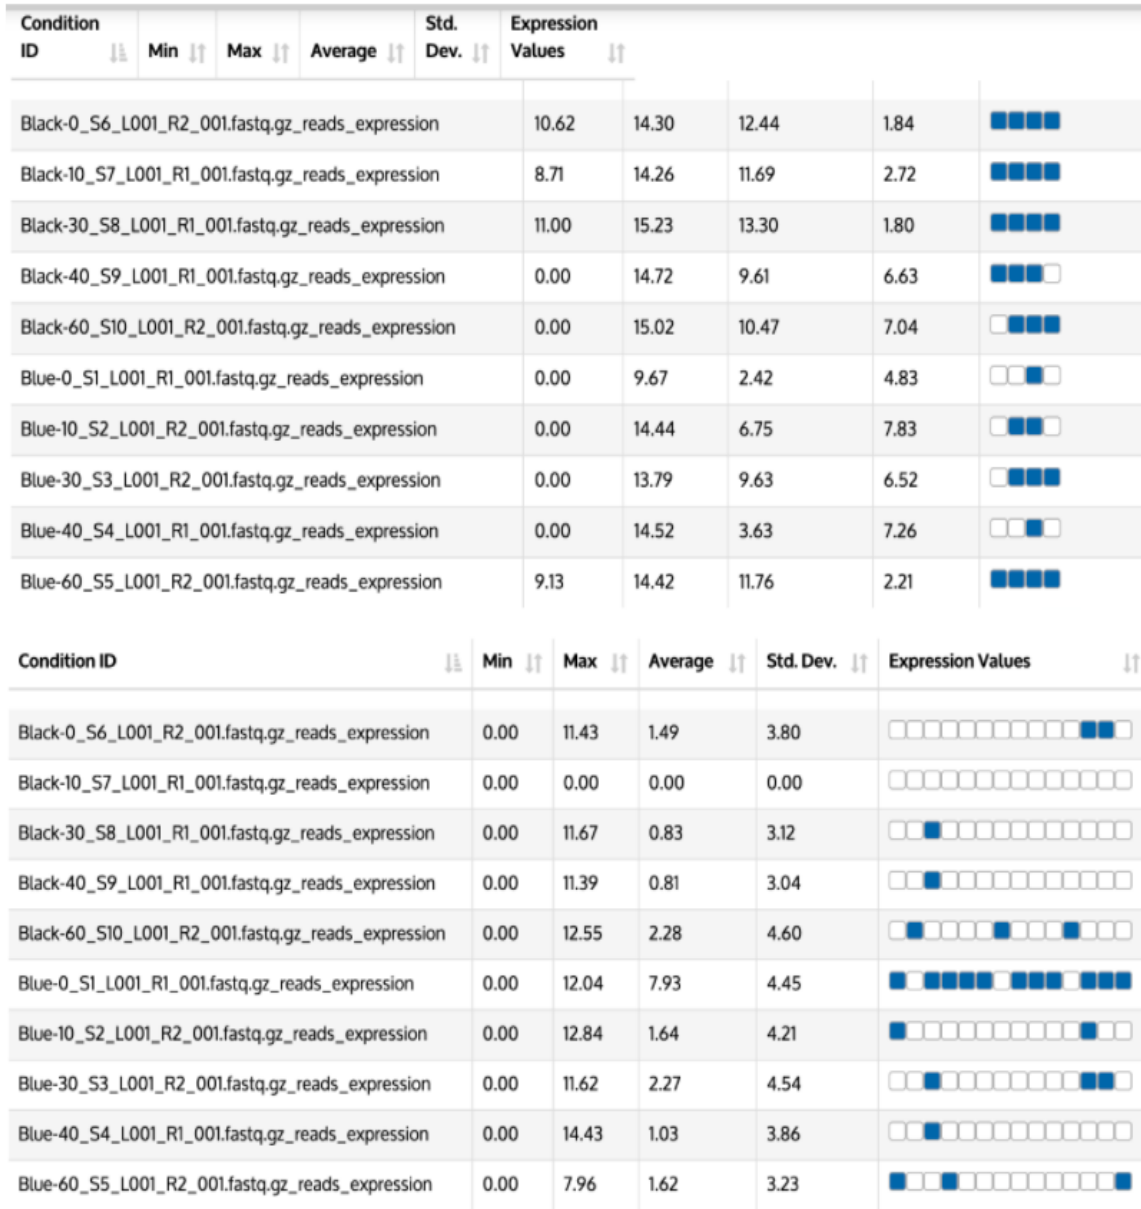 Condition ID Min Max Average Std. Dev. Expression Values
Black-0_S6_L001_R2_001.fastq.gz_reads_expression 10.62 14.30 12.44 1.84
Black-10_S7_L001_R1_001.fastq.gz_reads_expression 8.71 14.26 11.69 2.72
Black-30_S8_L001_R1_001.fastq.gz_reads_expression 11.00 15.23 13.30 1.80
Black-40_S9_L001_R1_001.fastq.gz_reads_expression 0.00 14.72 9.61 6.63
Black-60_S10_L001_R2_001.fastq.gz_reads_expression 0.00 15.02 10.47 7.04
Blue-0_S1_L001_R1_001.fastq.gz_reads_expression 0.00 9.67 2.42 4.83
Blue-10_S2_L001_R2_001.fastq.gz_reads_expression 0.00 14.44 6.75 7.83
Blue-30_S3_L001_R2_001.fastq.gz_reads_expression 0.00 13.79 9.63 6.52
Blue-40_S4_L001_R1_001.fastq.gz_reads_expression 0.00 14.52 3.63 7.26
Blue-60_S5_L001_R2_001.fastq.gz_reads_expression 9.13 14.42 11.76 2.21
Condition ID Min Max Average Std. Dev. Expression Values
Black-0_S6_L001_R2_001.fastq.gz_reads_expression 0.00 11.43 1.49 3.80
Black-10_S7_L001_R1_001.fastq.gz_reads_expression 0.00 0.00 0.00 0.00
Black-30_S8_L001_R1_001.fastq.gz_reads_expression 0.00 11.67 0.83 3.12
Black-40_S9_L001_R1_001.fastq.gz_reads_expression 0.00 11.39 0.81 3.04
Black-60_S10_L001_R2_001.fastq.gz_reads_expression 0.00 12.55 2.28 4.60
Blue-0_S1_L001_R1_001.fastq.gz_reads_expression 0.00 12.04 7.93 4.45
Blue-10_S2_L001_R2_001.fastq.gz_reads_expression 0.00 12.84 1.64 4.21
Blue-30_S3_L001_R2_001.fastq.gz_reads_expression 0.00 11.62 2.27 4.54
Blue-40_S4_L001_R1_001.fastq.gz_reads_expression 0.00 14.43 1.03 3.86
Blue-60_S5_L001_R2_001.fastq.gz_reads_expression 0.00 7.96 1.62 3.23